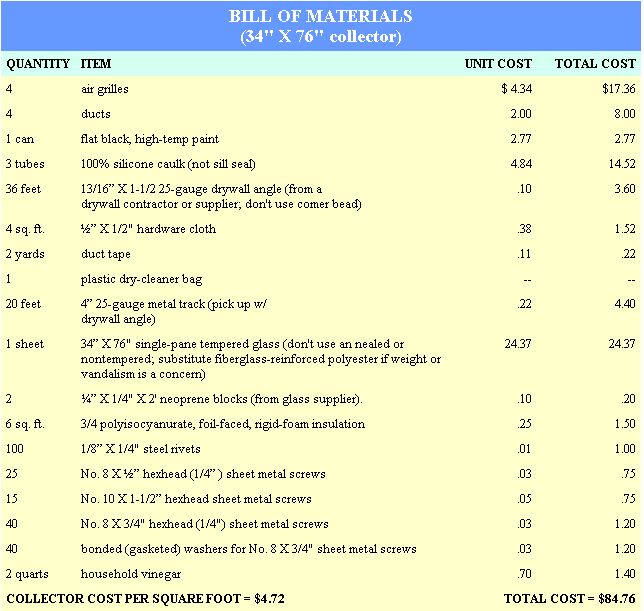 BILL OF MATERIALS
(34" X 76" collector)
QUANTITY ITEM UNIT COST TOTAL COST
4 air grilles $ 4.34 $17.36
4 ducts 2.00 8.00
1 can flat black, high-temp paint 2.77 2.77
3 tubes 100% silicone caulk (not sill seal) 4.84 14.52
36 feet 13/16” X 1-1/2 25-gauge drywall angle (from a .10 3.60
drywall contractor or supplier; don't use comer bead)
4 sq. ft. ½” X 1/2" hardware cloth .38 1.52
2 yards duct tape .11 .22
1 plastic dry-cleaner bag -- --
20 feet 4” 25-gauge metal track (pick up w/ .22 4.40
drywall angle)
1 sheet 34” X 76" single-pane tempered glass (don't use an nealed or 24.37 24.37
nontempered; substitute fiberglass-reinforced polyester if weight or
vandalism is a concern)
2 ¼” X 1/4" X 2' neoprene blocks (from glass supplier). .10 .20
6 sq. ft. 3/4 polyisocyanurate, foil-faced, rigid-foam insulation .25 1.50
100 1/8” X 1/4" steel rivets .01 1.00
25 No. 8 X ½” hexhead (1/4” ) sheet metal screws .03 .75
15 No. 10 X 1-1/2” hexhead sheet metal screws .05 .75
40 No. 8 X 3/4" hexhead (1/4") sheet metal screws .03 1.20
40 bonded (gasketed) washers for No. 8 X 3/4" sheet metal screws .03 1.20
2 quarts household vinegar .70 1.40
COLLECTOR COST PER SQUARE FOOT = $4.72 TOTAL COST = $84.76